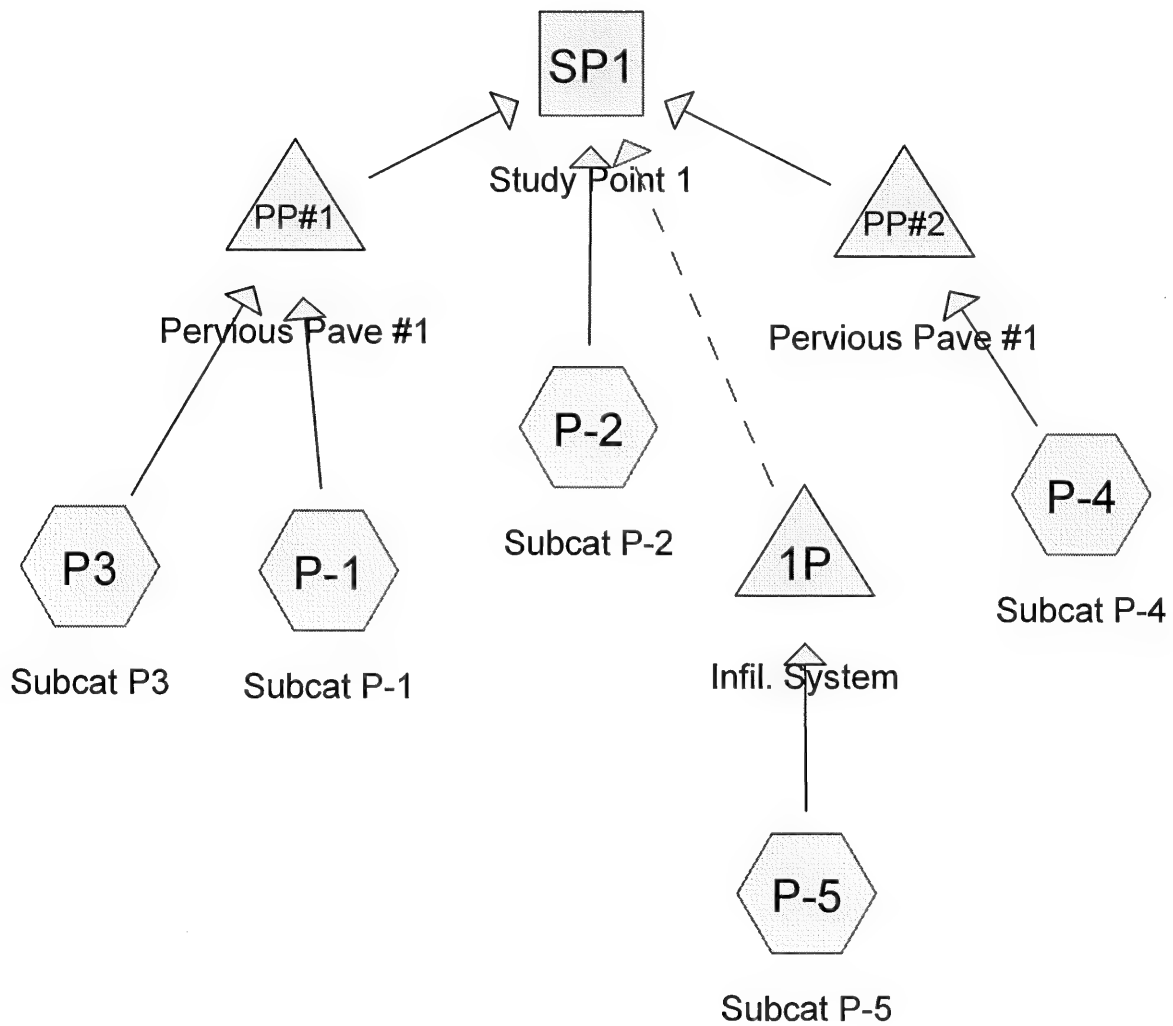 SP1
Study Point 1
PP#1
Pervious Pave #1
PP#2
Pervious Pave #1
P-2
Subcat P-2
P-4
Subcat P-4
P3
Subcat P3
P-1
Subcat P-1
1P
Infil. System
P-5
Subcat P-5